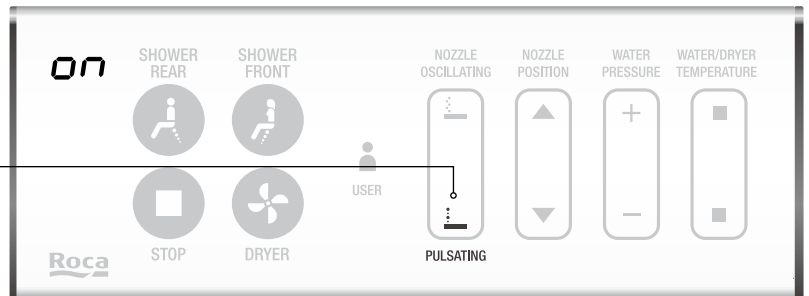 on
SHOWER
REAR
SHOWER
FRONT
NOZZLE
OSCILLATING
NOZZLE
POSITION
WATER
PRESSURE
WATER/DRYER
TEMPERATURE
USER
STOP
DRYER
PULSATING
Roca